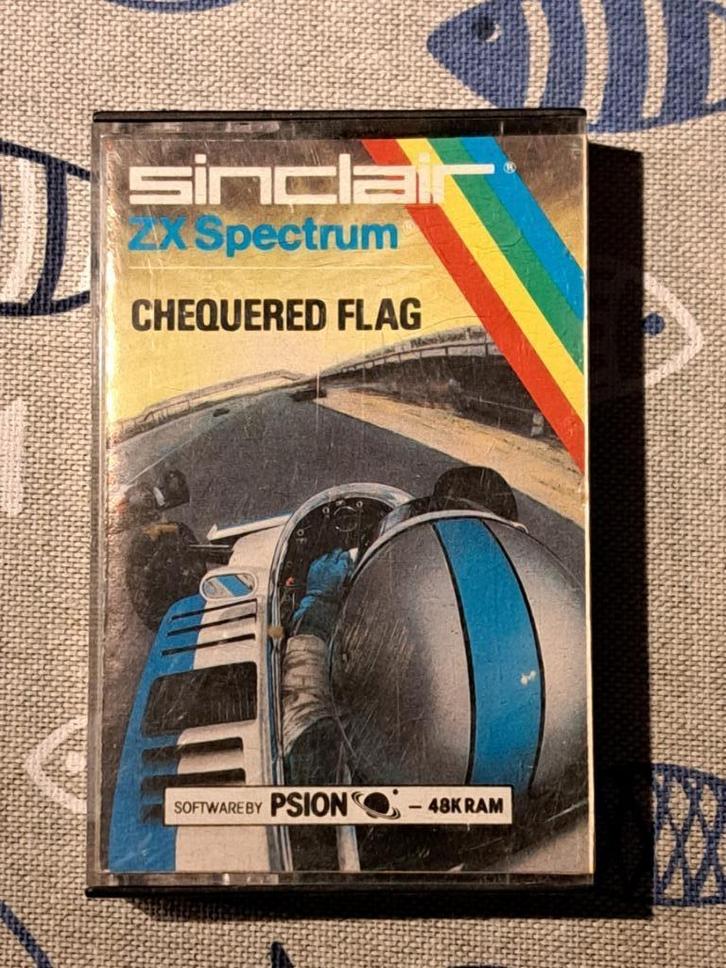 sinclair®
ZX Spectrum®
CHEQUERED FLAG
SOFTWARE BY PSION – 48K RAM